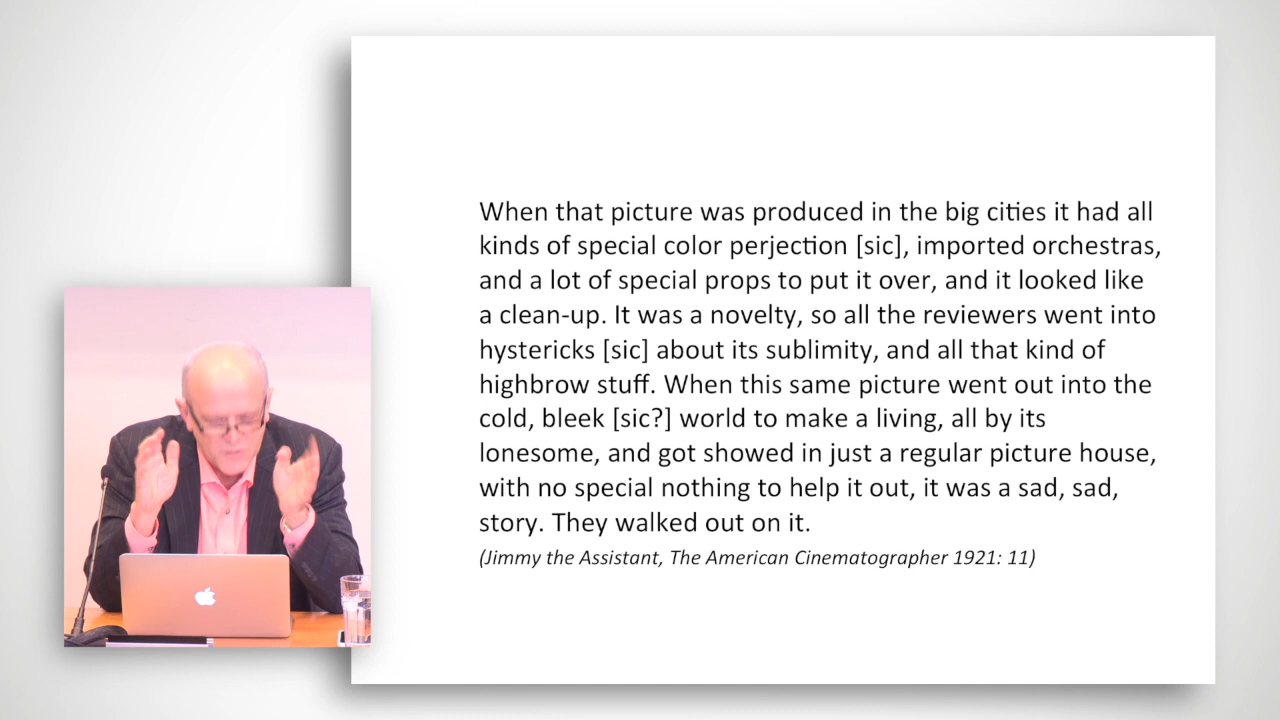 When that picture was produced in the big cities it had all
kinds of special color perjection [sic], imported orchestras,
and a lot of special props to put it over, and it looked like
a clean-up. It was a novelty, so all the reviewers went into
hystericks [sic] about its sublimity, and all that kind of
highbrow stuff. When this same picture went out into the
cold, bleek [sic?] world to make a living, all by its
lonesome, and got showed in just a regular picture house,
with no special nothing to help it out, it was a sad, sad,
story. They walked out on it.
(Jimmy the Assistant, The American Cinematographer 1921: 11)